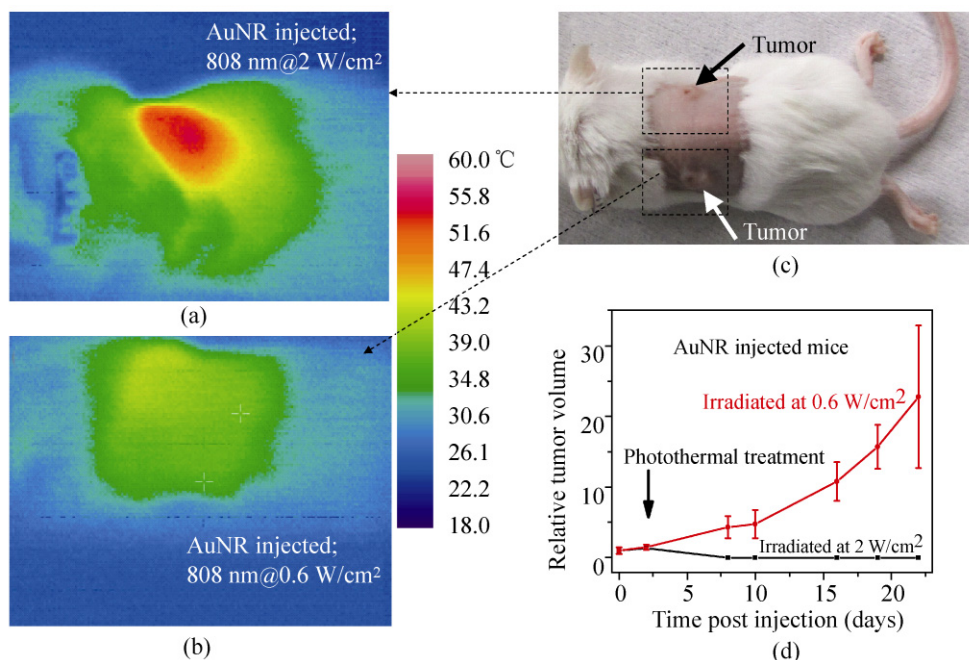 AuNR injected;
808 nm@2 W/cm²
(a)
60.0 ℃
55.8
51.6
47.4
43.2
39.0
34.8
30.6
26.4
22.2
18.0
AuNR injected;
808 nm@0.6 W/cm²
(b)
Tumor
Tumor
(c)
AuNR injected mice
Irradiated at 0.6 W/cm²
Photothermal treatment
Irradiated at 2 W/cm²
Relative tumor volume
30
20
10
0
0 5 10 15 20
Time post injection (days)
(d)